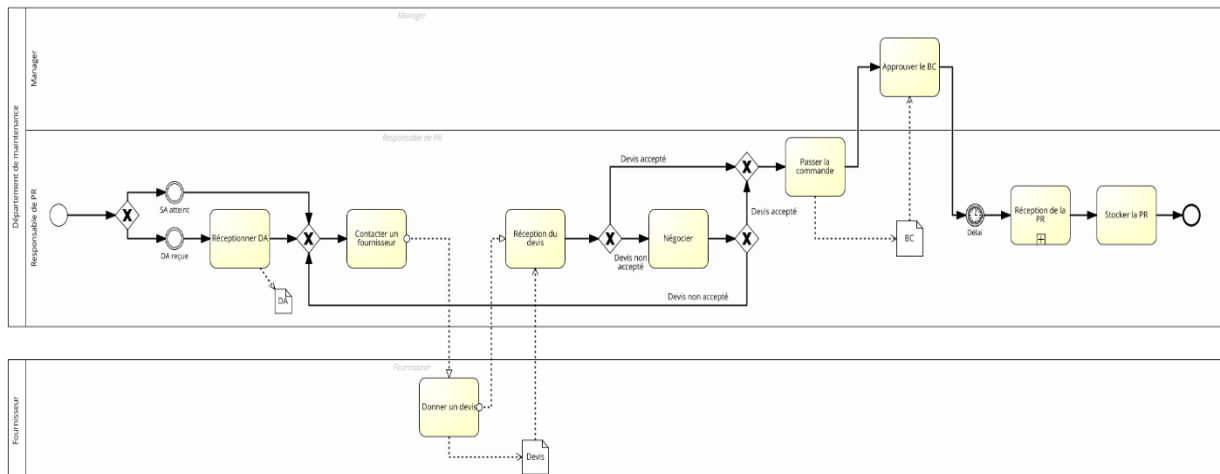 Manager
Département de maintenance
Manager
Approuver le BC
Responsable de PR
Responsable de PR
SA atteint
DA reçue
Réceptionner DA
DA
Contacter un
fournisseur
Réception du
devis
Devis accepté
Devis non
accepté
Négocier
Devis accepté
Devis non accepté
Passer la
commande
BC
Délai
Réception de la
PR
Stocker la PR
Fournisseur
Fournisseur
Donner un devis
Devis